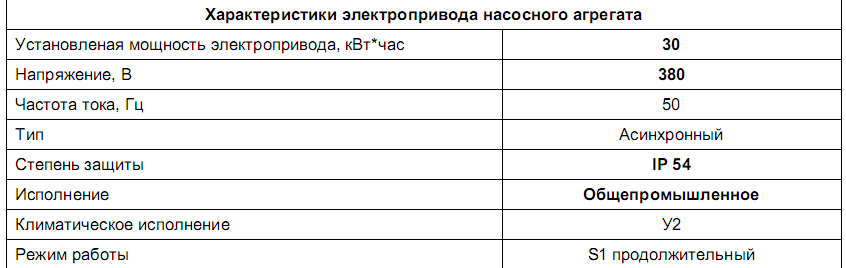 Характеристики электропривода насосного агрегата
Установленая мощность электропривода, кВт*час 30
Напряжение, В 380
Частота тока, Гц 50
Тип Асинхронный
Степень защиты IP 54
Исполнение Общепромышленное
Климатическое исполнение У2
Режим работы S1 продолжительный